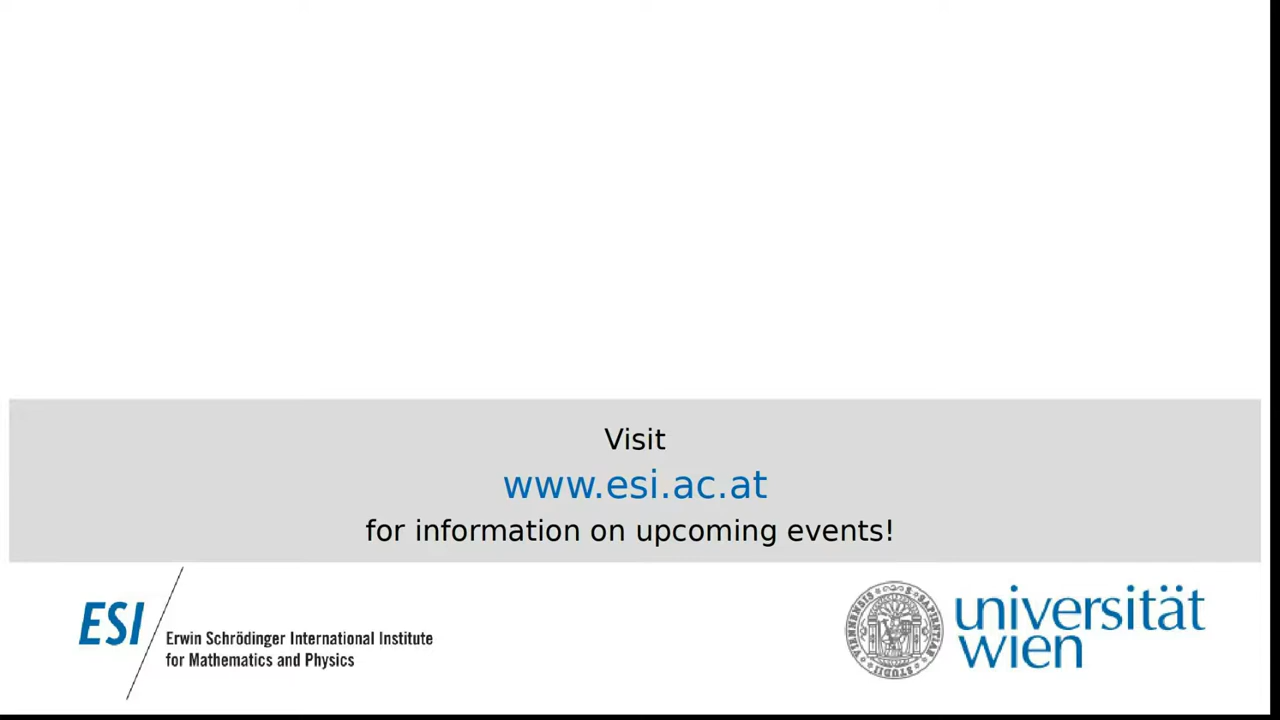 Visit
www.esi.ac.at
for information on upcoming events!
ESI
Erwin Schrödinger International Institute
for Mathematics and Physics
universität
wien